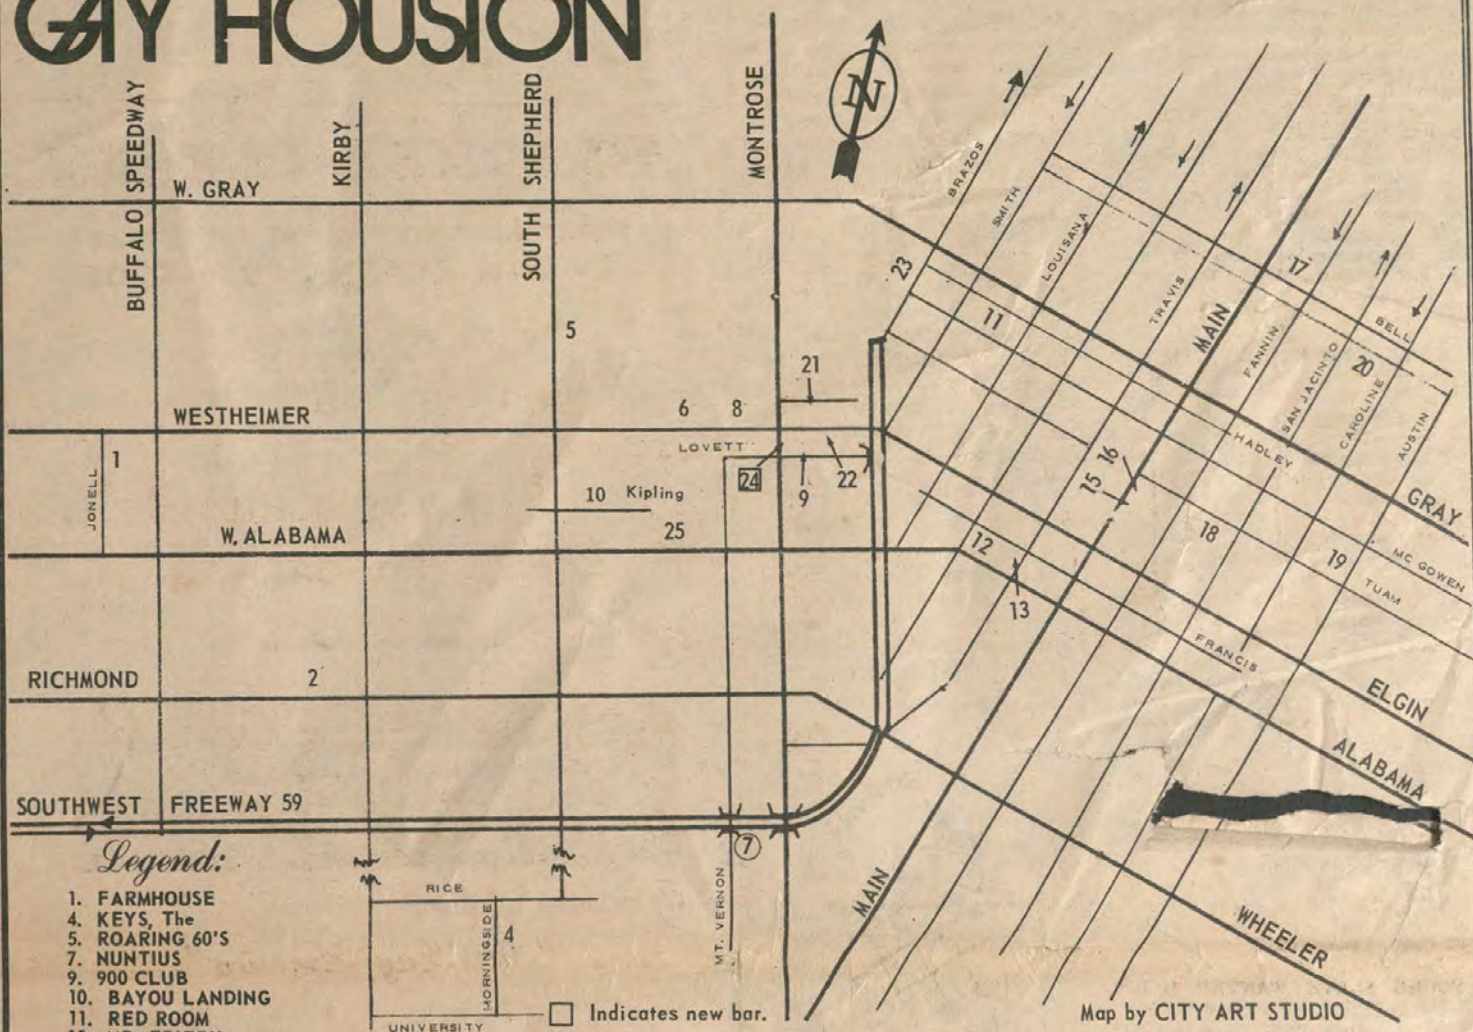 GAY HOUSTON
BUFFALO SPEEDWAY
KIRBY
SOUTH SHEPHERD
MONTROSE
N
BRAZOS
SMITH
LOUISANA
TRAVIS
MAIN
FANNIN
SAN JACINTO
CAROLINE
AUSTIN
BELL
W. GRAY
23
11
17
20
5
21
WESTHEIMER
6
8
LOVETT
HADLEY
GRAY
1
JONELL
24
9
22
15
16
10
Kipling
25
W. ALABAMA
12
13
18
19
MC GOWEN
TUAM
FRANCIS
ELGIN
ALABAMA
RICHMOND
2
SOUTHWEST FREEWAY 59
7
MT. VERNON
MAIN
WHEELER
RICE
MORNINGSIDE
4
UNIVERSITY
Legend:
1. FARMHOUSE
4. KEYS, The
5. ROARING 60'S
7. NUNTIUS
9. 900 CLUB
10. BAYOU LANDING
11. RED ROOM
Indicates new bar.
Map by CITY ART STUDIO